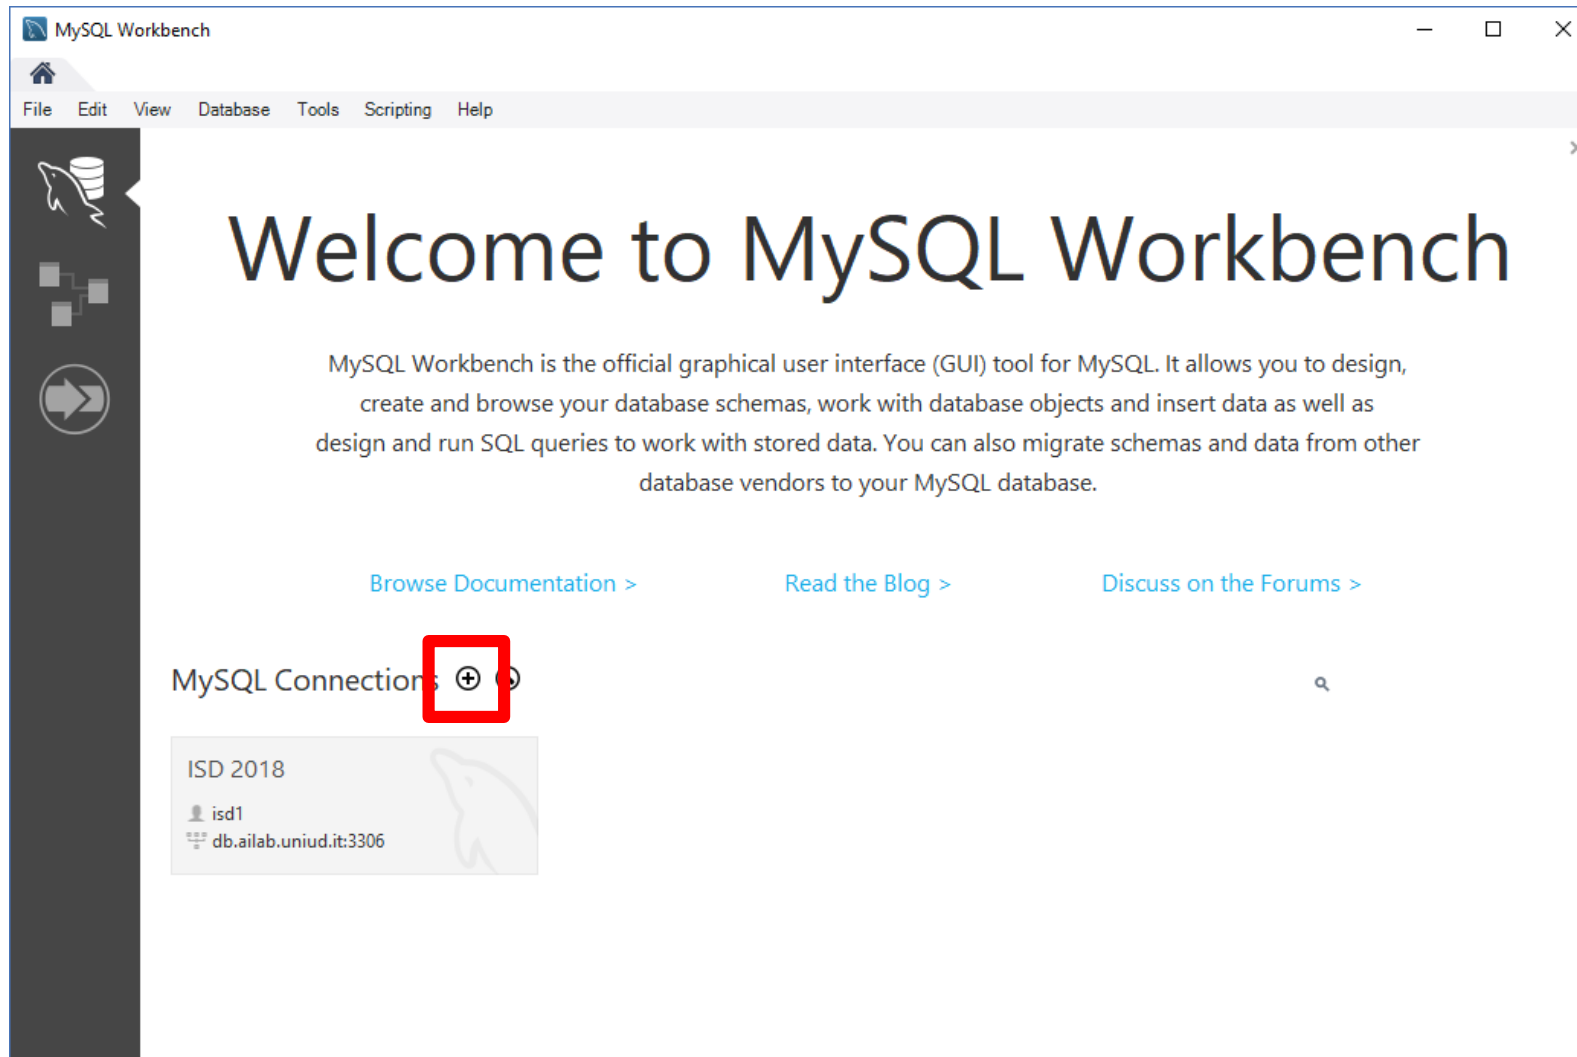 MySQL Workbench
File Edit View Database Tools Scripting Help
Welcome to MySQL Workbench
MySQL Workbench is the official graphical user interface (GUI) tool for MySQL. It allows you to design,
create and browse your database schemas, work with database objects and insert data as well as
design and run SQL queries to work with stored data. You can also migrate schemas and data from other
database vendors to your MySQL database.
Browse Documentation > Read the Blog > Discuss on the Forums >
MySQL Connections
ISD 2018
isd1
db.ailab.uniud.it:3306